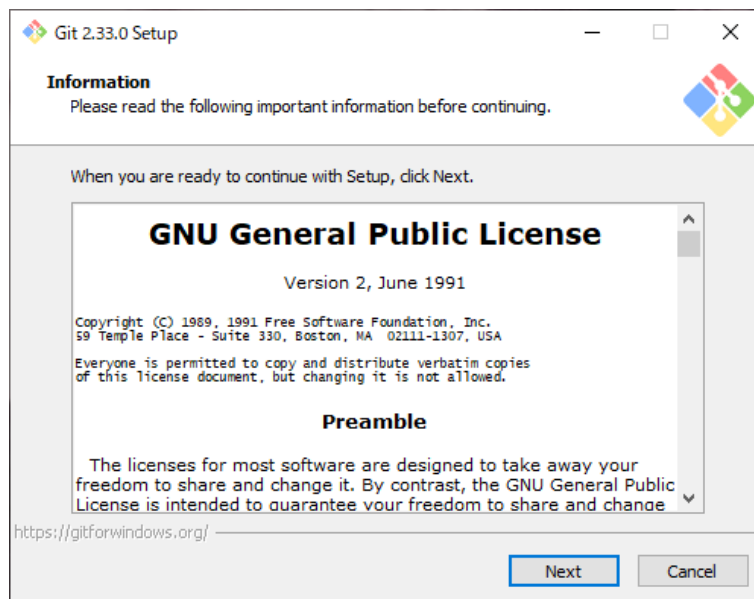 Git 2.33.0 Setup
Information
Please read the following important information before continuing.
When you are ready to continue with Setup, click Next.
GNU General Public License
Version 2, June 1991
Copyright (C) 1989, 1991 Free Software Foundation, Inc.
59 Temple Place - Suite 330, Boston, MA  02111-1307, USA
Everyone is permitted to copy and distribute verbatim copies
of this license document, but changing it is not allowed.
Preamble
The licenses for most software are designed to take away your
freedom to share and change it. By contrast, the GNU General Public
License is intended to guarantee your freedom to share and change
https://gitforwindows.org/
Next
Cancel